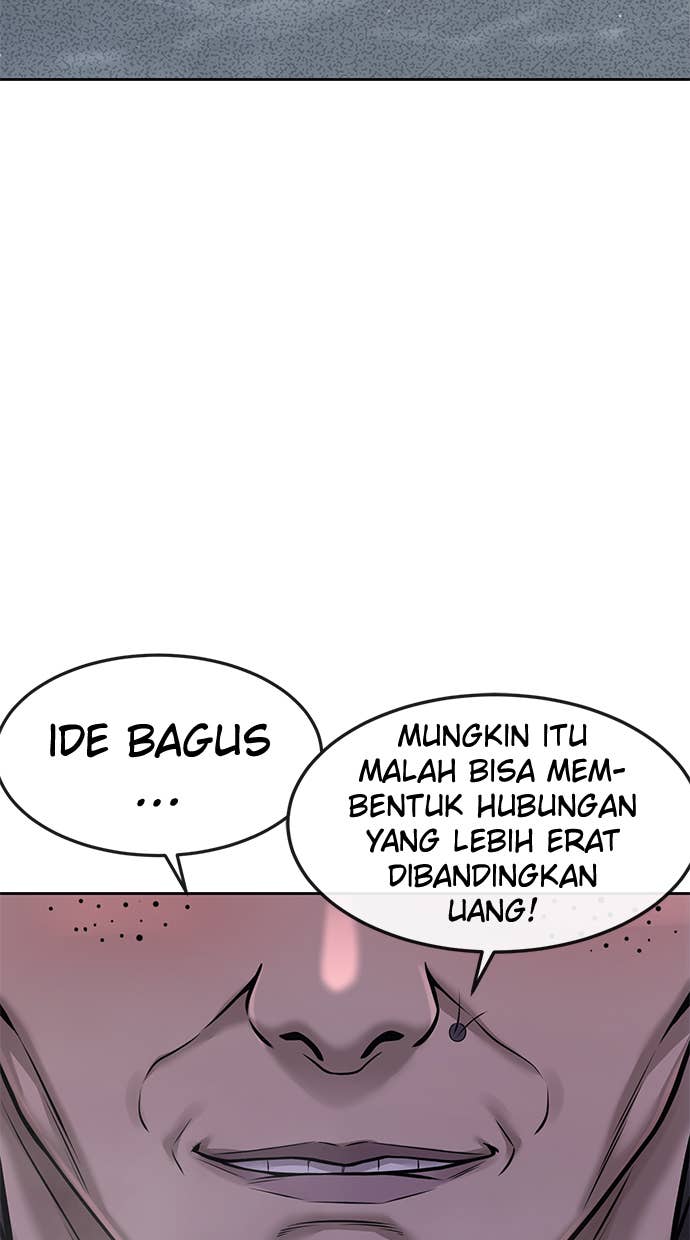 IDE BAGUS
...
MUNGKIN ITU
MALAH BISA MEM-
BENTUK HUBUNGAN
YANG LEBIH ERAT
DIBANDINGKAN
UANG!